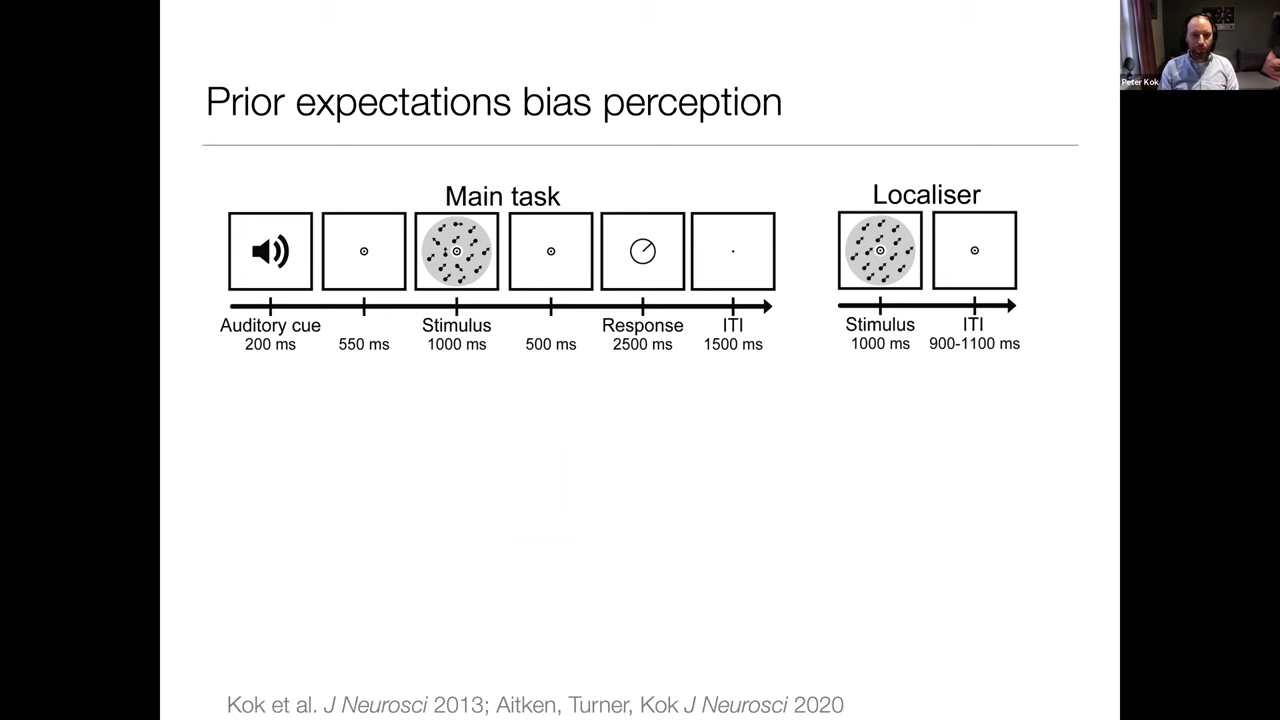 Peter Kok
Prior expectations bias perception
Main task
Localiser
Auditory cue
200 ms
550 ms
Stimulus
1000 ms
500 ms
Response
2500 ms
ITI
1500 ms
Stimulus
1000 ms
ITI
900-1100 ms
Kok et al. J Neurosci 2013; Aitken, Turner, Kok J Neurosci 2020